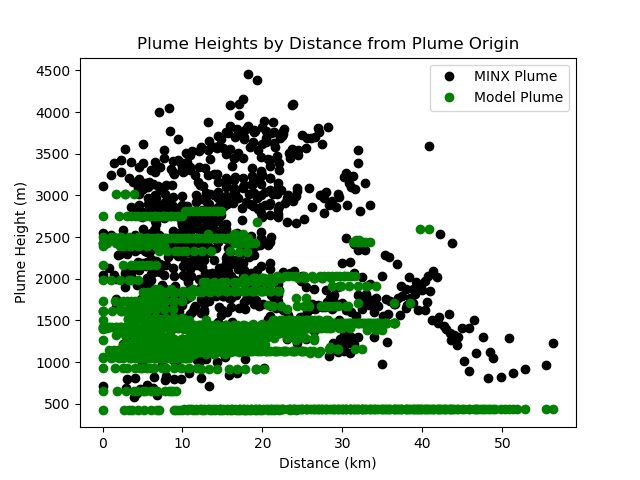 Plume Heights by Distance from Plume Origin
MINX Plume
Model Plume
4500
4000
3500
3000
2500
2000
1500
1000
500
Plume Height (m)
0 10 20 30 40 50
Distance (km)